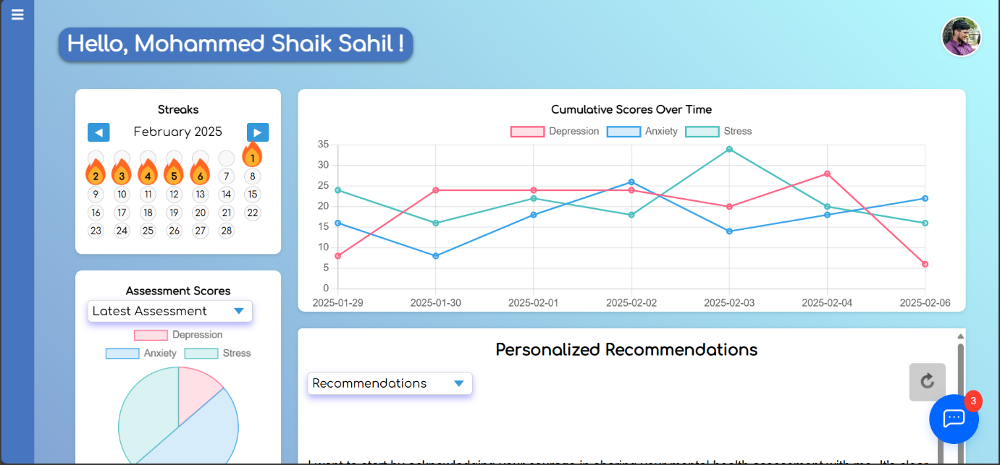 Hello, Mohammed Shaik Sahil !
Streaks
February 2025
1
2 3 4 5 6 7 8
9 10 11 12 13 14 15
16 17 18 19 20 21 22
23 24 25 26 27 28
Assessment Scores
Latest Assessment
Depression
Anxiety Stress
Cumulative Scores Over Time
Depression Anxiety Stress
35
30
25
20
15
10
5
0
2025-01-29 2025-01-30 2025-02-01 2025-02-02 2025-02-03 2025-02-04 2025-02-06
Personalized Recommendations
Recommendations
3
I want to start by acknowledging your courage in sharing your mental health assessment with me. It's clear